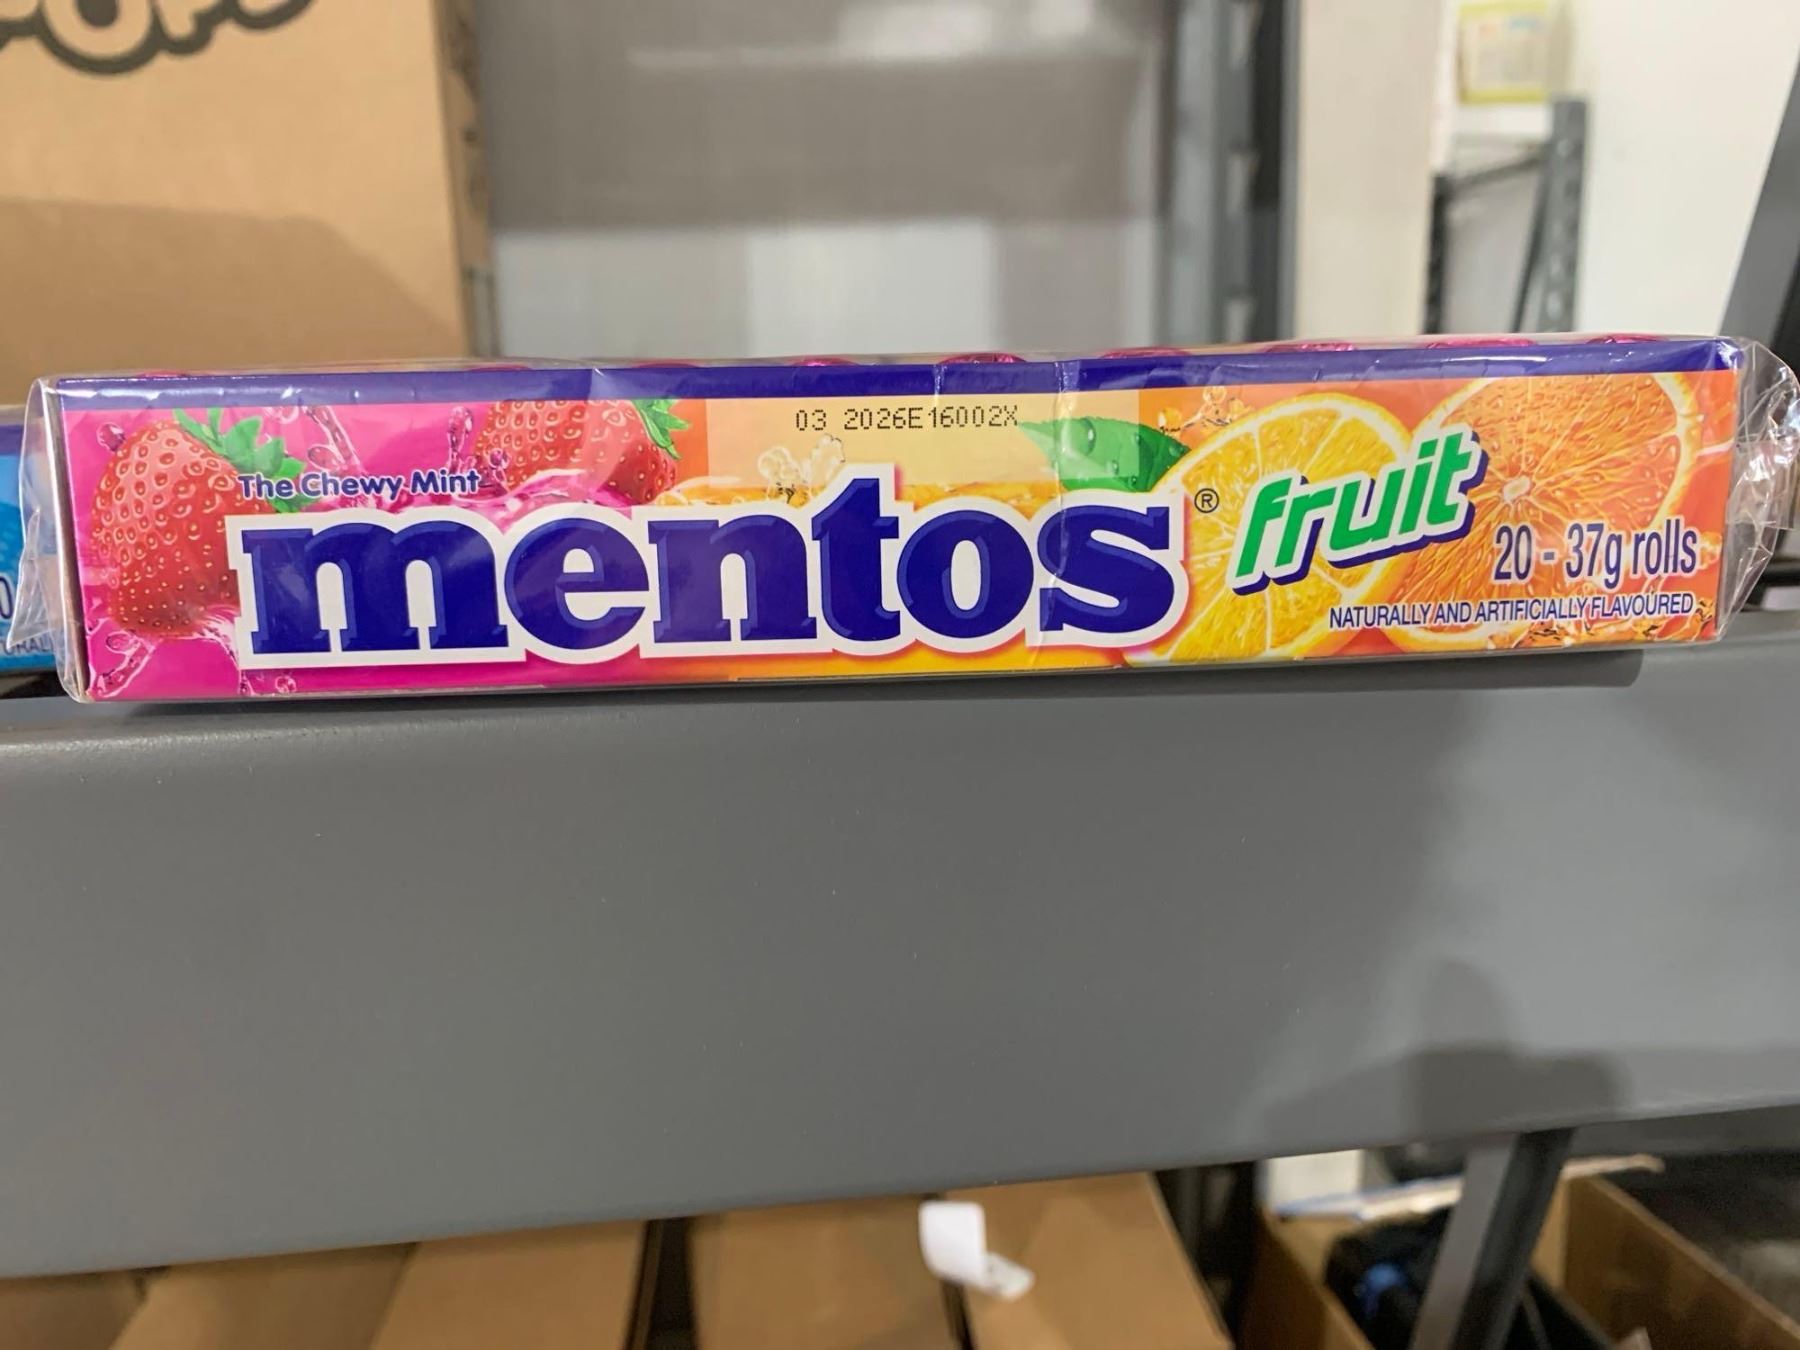 03 2026E16002X
The Chewy Mint
mentos® fruit
20 - 37g rolls
NATURALLY AND ARTIFICIALLY FLAVOURED